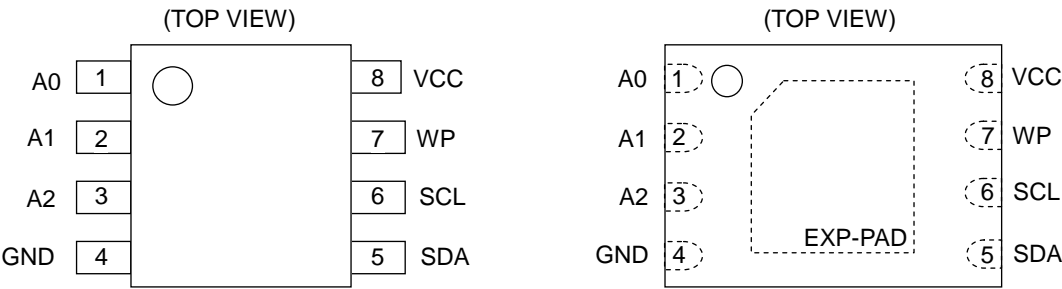 (TOP VIEW)
A0 1 8 VCC
A1 2 7 WP
A2 3 6 SCL
GND 4 5 SDA
(TOP VIEW)
A0 1 8 VCC
A1 2 7 WP
A2 3 6 SCL
GND 4 EXP-PAD 5 SDA